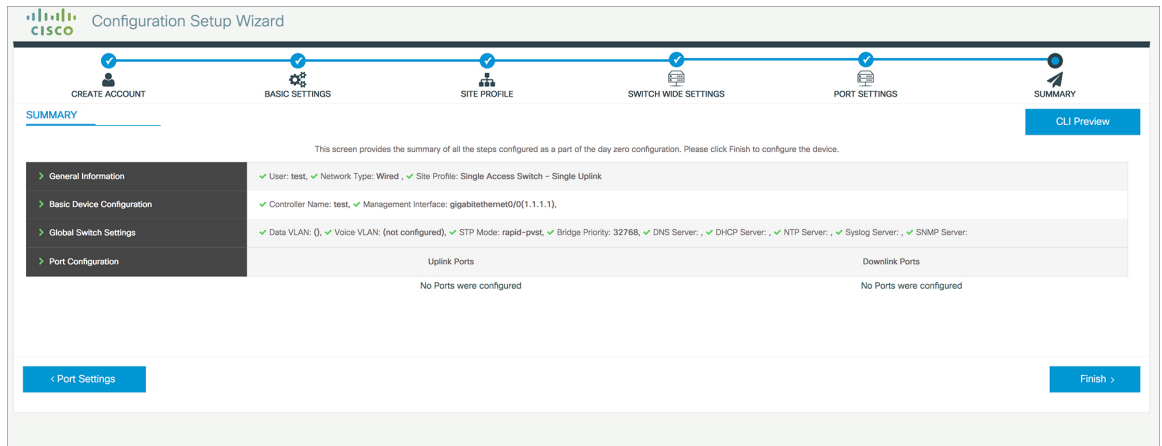 CISCO
Configuration Setup Wizard
CREATE ACCOUNT
BASIC SETTINGS
SITE PROFILE
SWITCH WIDE SETTINGS
PORT SETTINGS
SUMMARY
SUMMARY
CLI Preview
This screen provides the summary of all the steps configured as a part of the day zero configuration. Please click Finish to configure the device.
General Information
User: test, Network Type: Wired , Site Profile: Single Access Switch - Single Uplink
Basic Device Configuration
Controller Name: test, Management Interface: gigabitethernet0/0(1.1.1.1),
Global Switch Settings
Data VLAN: (), Voice VLAN: (not configured), STP Mode: rapid-pvst, Bridge Priority: 32768, DNS Server: , DHCP Server: , NTP Server: , Syslog Server: , SNMP Server:
Port Configuration
Uplink Ports
Downlink Ports
No Ports were configured
No Ports were configured
< Port Settings
Finish >